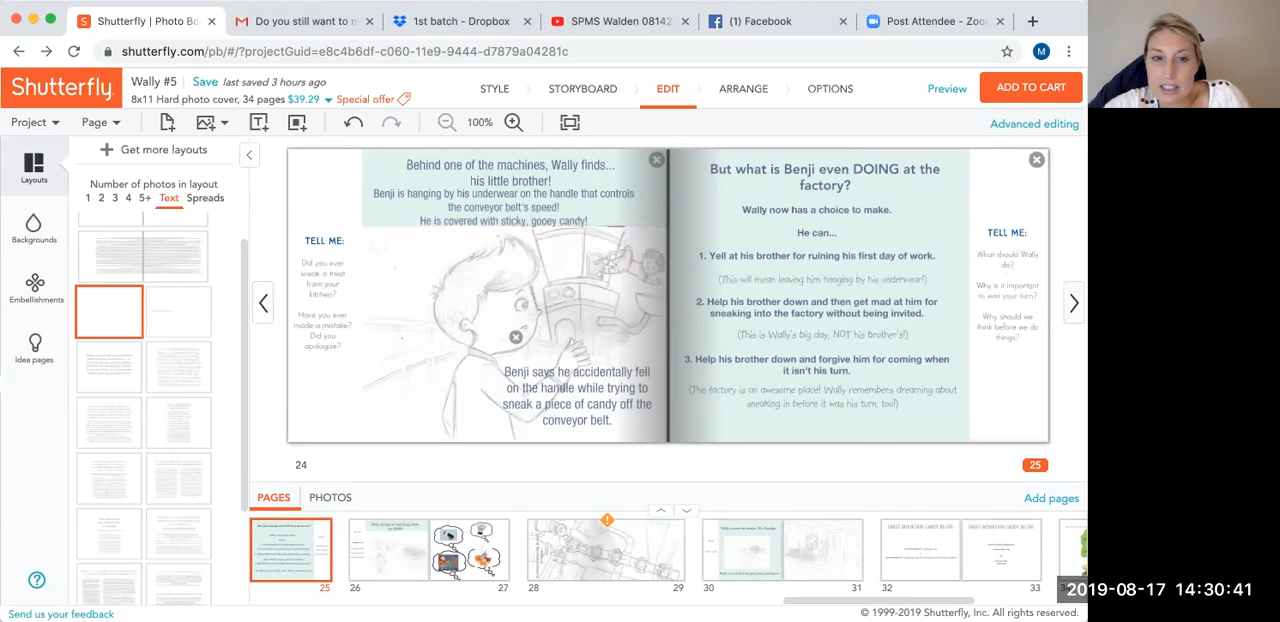 Shutterfly | Photo Bo
Do you still want to m
1st batch - Dropbox
SPMS Walden 08142
(1) Facebook
Post Attendee - Zoo
shutterfly.com/pb/#/?projectGuid=e8c4b6df-c060-11e9-9444-d7879a04281c
M
Shutterfly
Wally #5 | Save last saved 3 hours ago
8x11 Hard photo cover, 34 pages $39.29 Special offer
STYLE
STORYBOARD
EDIT
ARRANGE
OPTIONS
Preview
ADD TO CART
Project
Page
100%
Advanced editing
Layouts
Backgrounds
Embellishments
Idea pages
Get more layouts
Number of photos in layout
1 2 3 4 5+ Text Spreads
Behind one of the machines, Wally finds...
his little brother!
Benji is hanging by his underwear on the handle that controls
the conveyor belt's speed!
He is covered with sticky, gooey candy!
TELL ME:
Did you ever
sneak a treat
from your
kitchen?
Have you ever
made a mistake?
Did you
apologize?
Benji says he accidentally fell
on the handle while trying to
sneak a piece of candy off the
conveyor belt.
But what is Benji even DOING at the
factory?
Wally now has a choice to make.
He can...
1. Yell at his brother for ruining his first day of work.
(This will mean leaving him hanging by his underwear!)
2. Help his brother down and then get mad at him for
sneaking into the factory without being invited.
(This is Wally's big day, NOT his brother's!)
3. Help his brother down and forgive him for coming when
it isn't his turn.
(The factory is an awesome place! Wally remembers dreaming about
sneaking in before it was his turn, too!)
TELL ME:
What should Wally
do?
Why is it important
to wait your turn?
Why should we
think before we do
things?
24
25
PAGES
PHOTOS
Add pages
25
26
27
28
29
30
31
SWEET MOUNTAIN CANDY RECIPE
SWEET MOUNTAIN CANDY RECIPE
32
33
2019-08-17 14:30:41
Send us your feedback
© 1999-2019 Shutterfly, Inc. All rights reserved.